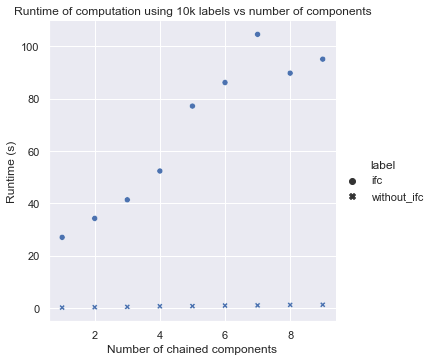 Runtime of computation using 10k labels vs number of components
100
80
60
40
20
0
Runtime (s)
2 4 6 8
Number of chained components
label
ifc
without_ifc